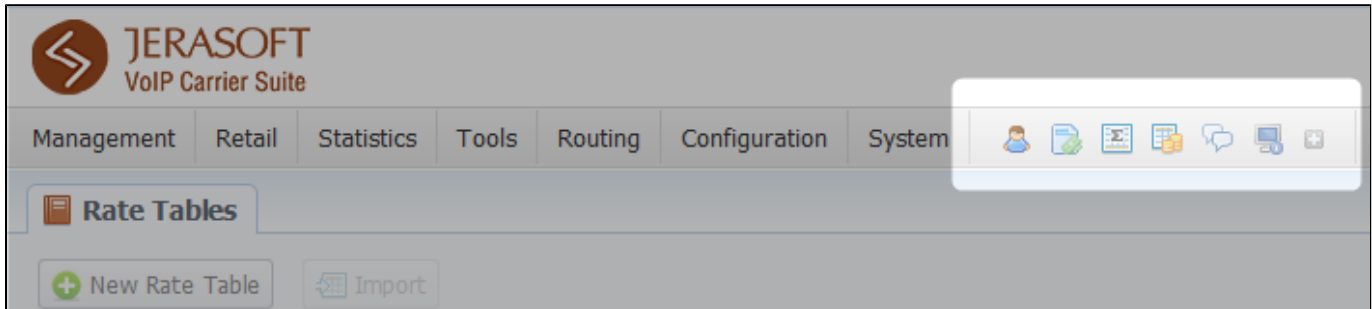 JERASOFT
VoIP Carrier Suite
Management Retail Statistics Tools Routing Configuration System
Rate Tables
New Rate Table Import